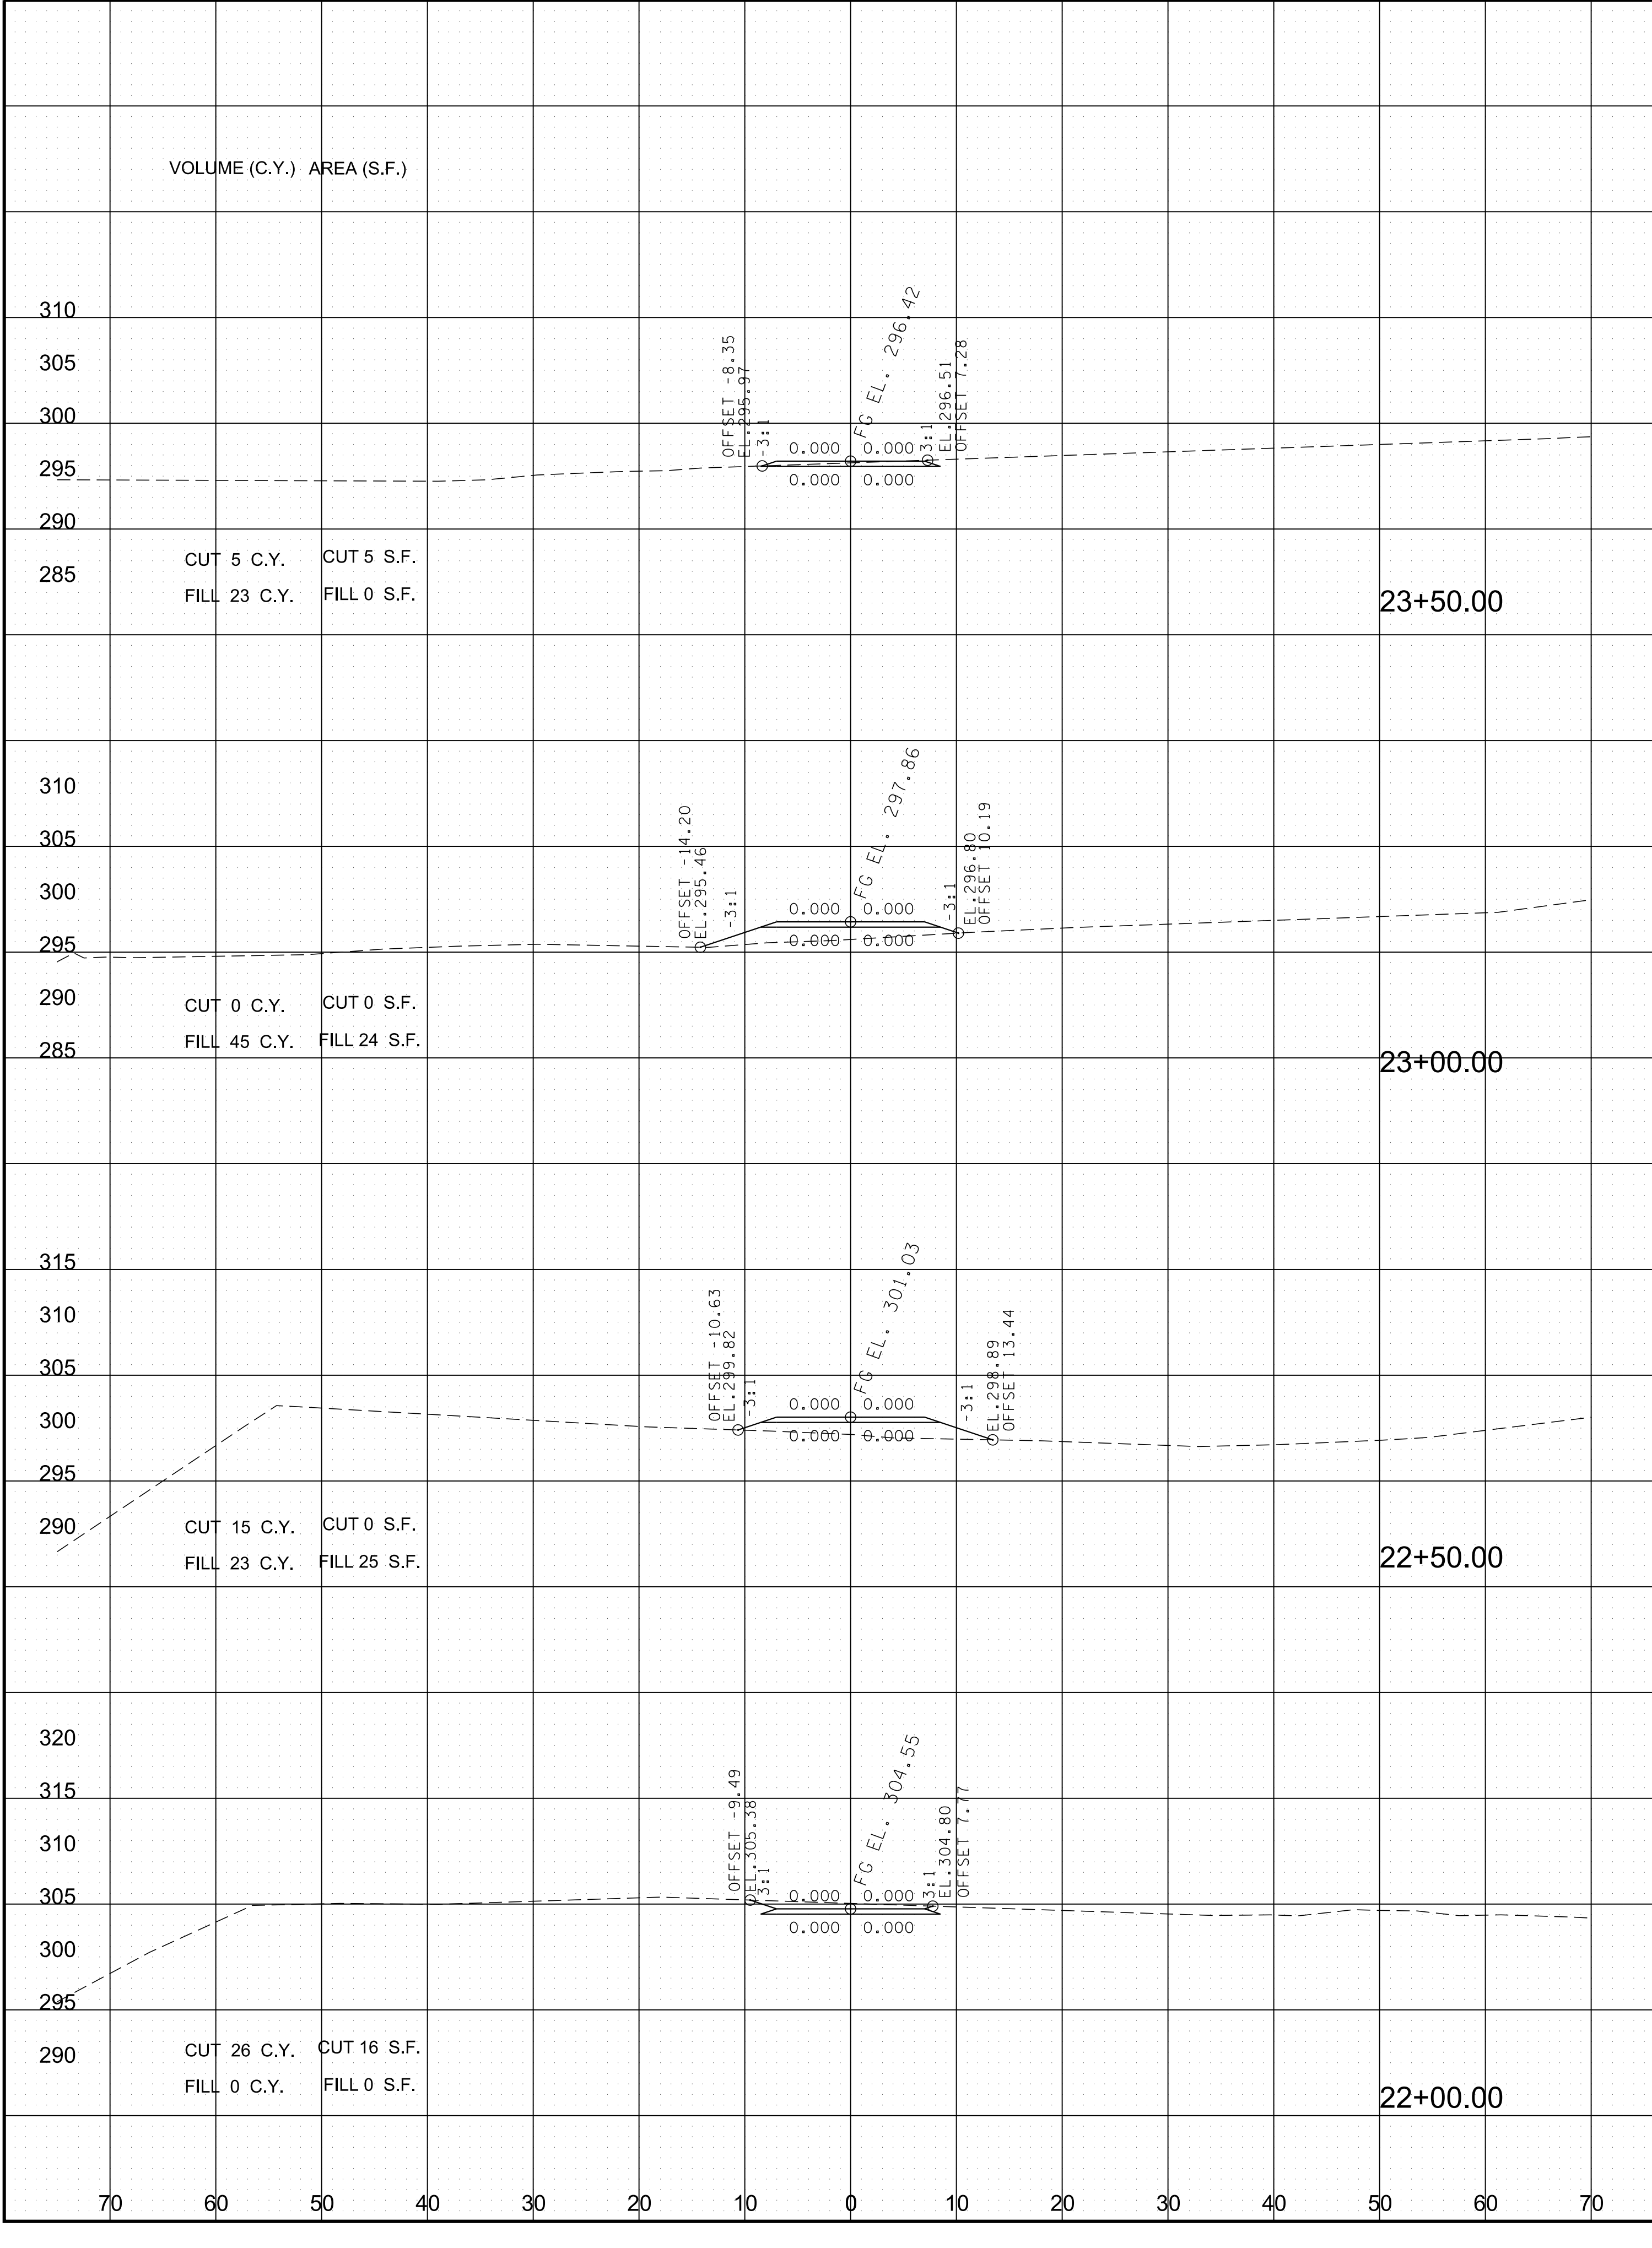 VOLUME (C.Y.) AREA (S.F.)
310
305
300
295
290
285
OFFSET -8.35
EL.295.97
-3:1
0.000 0.000
FG EL. 296.42
3:1
EL.296.51
OFFSET 7.28
0.000 0.000
CUT 5 C.Y. CUT 5 S.F.
FILL 23 C.Y. FILL 0 S.F.
23+50.00
310
305
300
295
290
285
OFFSET -14.20
EL.295.46
-3:1
0.000 0.000
FG EL. 297.86
-3:1
EL.296.80
OFFSET 10.19
0.000 0.000
CUT 0 C.Y. CUT 0 S.F.
FILL 45 C.Y. FILL 24 S.F.
23+00.00
315
310
305
300
295
290
OFFSET -10.63
EL.299.82
-3:1
0.000 0.000
FG EL. 301.03
-3:1
EL.298.89
OFFSET 13.44
0.000 0.000
CUT 15 C.Y. CUT 0 S.F.
FILL 23 C.Y. FILL 25 S.F.
22+50.00
320
315
310
305
300
295
290
OFFSET -9.49
EL.305.38
3:1
0.000 0.000
FG EL. 304.55
3:1
EL.304.80
OFFSET 7.77
0.000 0.000
CUT 26 C.Y. CUT 16 S.F.
FILL 0 C.Y. FILL 0 S.F.
22+00.00
70 60 50 40 30 20 10 0 10 20 30 40 50 60 70